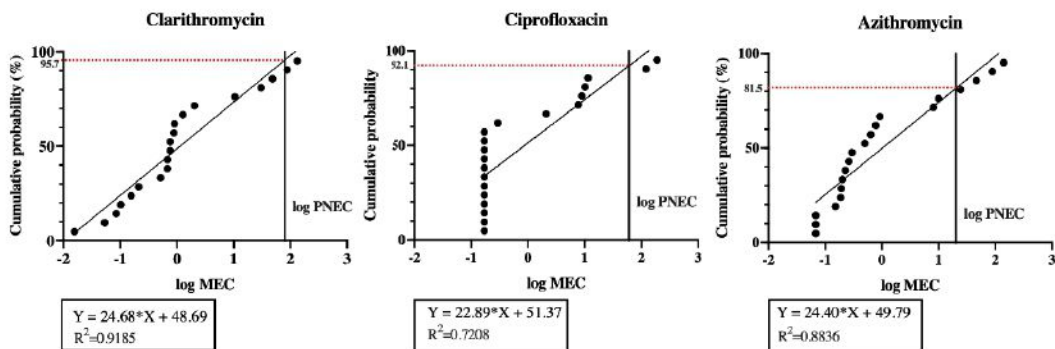 Clarithromycin
Cumulative probability (%)
100
95.7
50
0
-2
-1
0
1
2
3
log PNEC
log MEC
Y = 24.68*X + 48.69
R²=0.9185
Ciprofloxacin
Cumulative probability
100
92.1
50
0
-2
-1
0
1
2
3
log PNEC
log MEC
Y = 22.89*X + 51.37
R²=0.7208
Azithromycin
Cumulative probability (%)
100
81.5
50
0
-2
-1
0
1
2
3
log PNEC
log MEC
Y = 24.40*X + 49.79
R²=0.8836